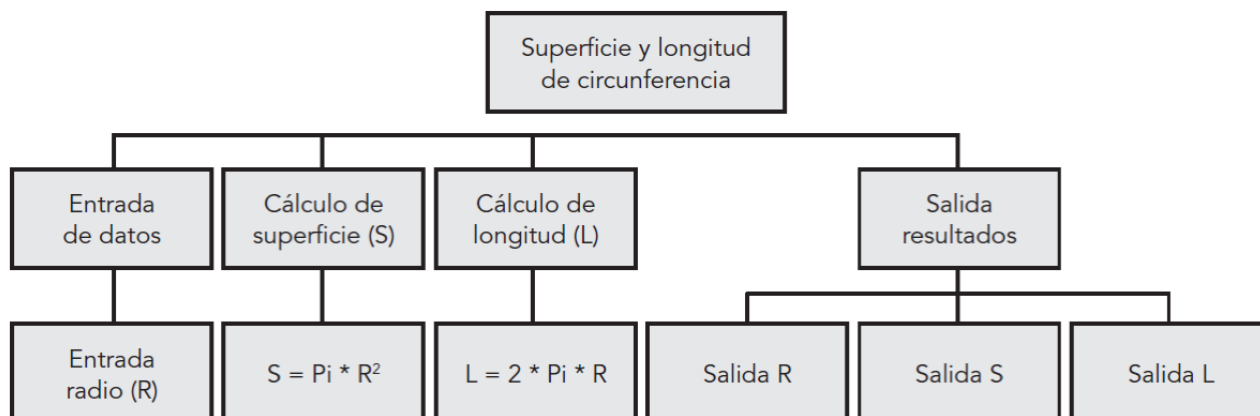 Superficie y longitud
de circunferencia
Entrada
de datos
Cálculo de
superficie (S)
Cálculo de
longitud (L)
Salida
resultados
Entrada
radio (R)
S = Pi * R²
L = 2 * Pi * R
Salida R
Salida S
Salida L